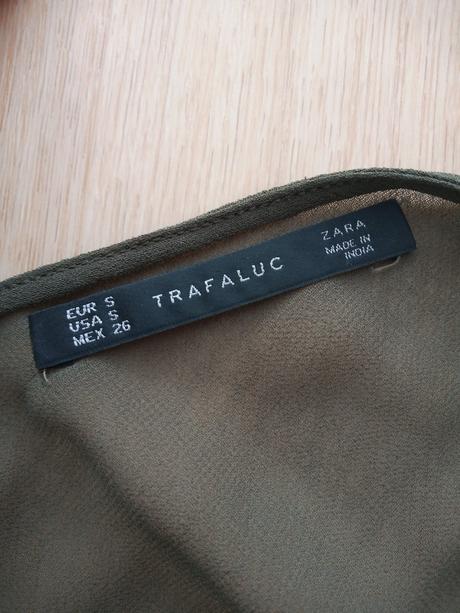 EUR S
USA S
MEX 26
TRAFALUC
ZARA
MADE IN
INDIA